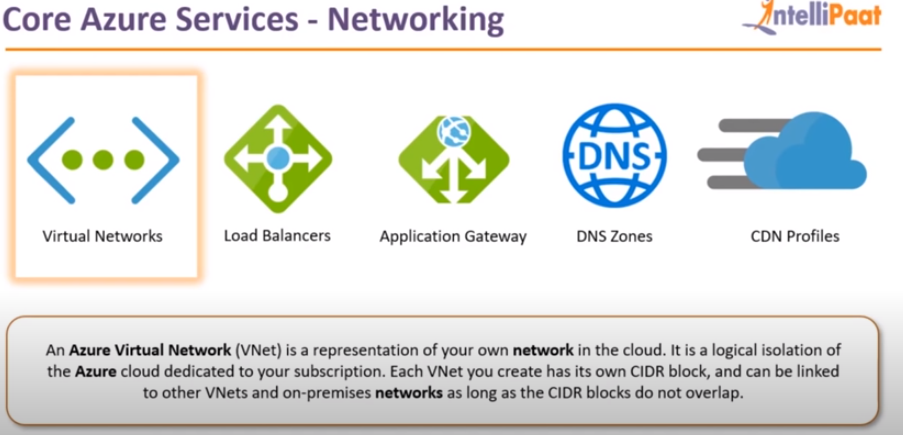 Core Azure Services - Networking
IntelliPaat
DNS
Virtual Networks
Load Balancers
Application Gateway
DNS Zones
CDN Profiles
An Azure Virtual Network (VNet) is a representation of your own network in the cloud. It is a logical isolation of
the Azure cloud dedicated to your subscription. Each VNet you create has its own CIDR block, and can be linked
to other VNets and on-premises networks as long as the CIDR blocks do not overlap.